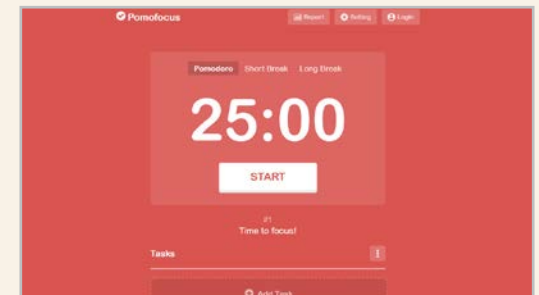 Pomofocus
Report Setting Login
Pomodoro Short Break Long Break
25:00
START
#1
Time to focus!
Tasks
Add Task